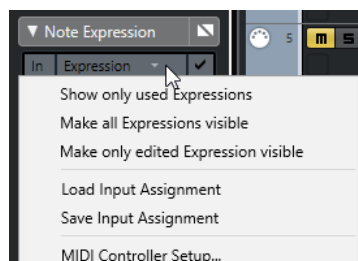 Note Expression
5 m S
In Expression
Show only used Expressions
Make all Expressions visible
Make only edited Expression visible
Load Input Assignment
Save Input Assignment
MIDI Controller Setup...